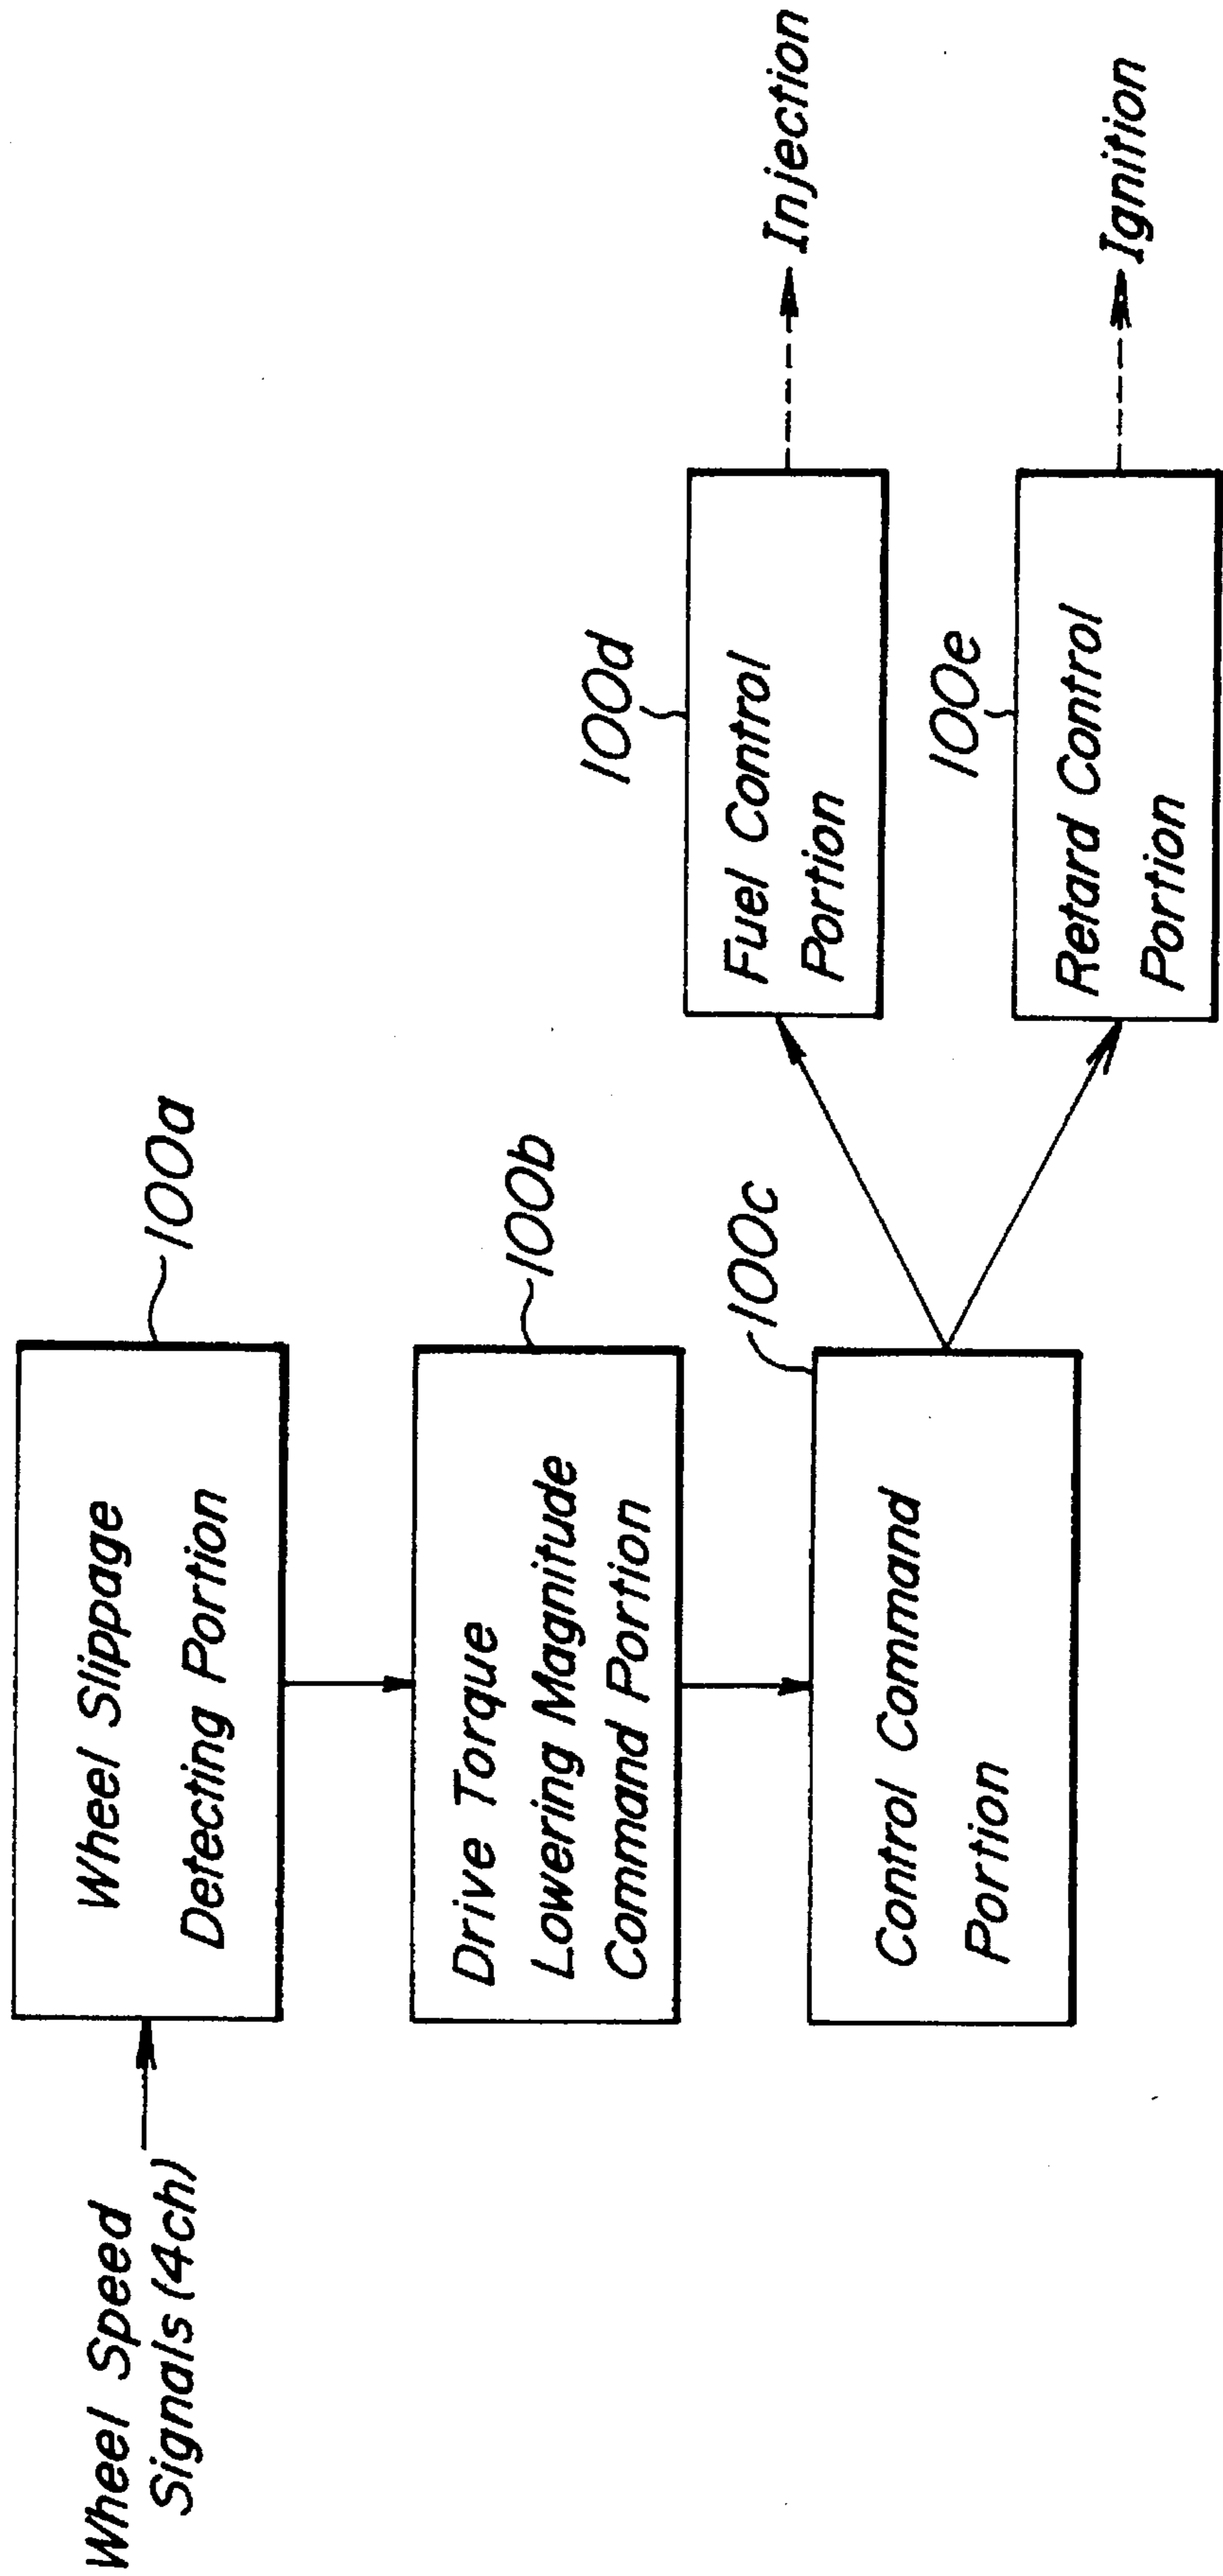 Wheel Speed
Signals (4ch)
Wheel Slippage
Detecting Portion
100a
Drive Torque
Lowering Magnitude
Command Portion
100b
Control Command
Portion
100c
Fuel Control
Portion
100d
Injection
Retard Control
Portion
100e
Ignition